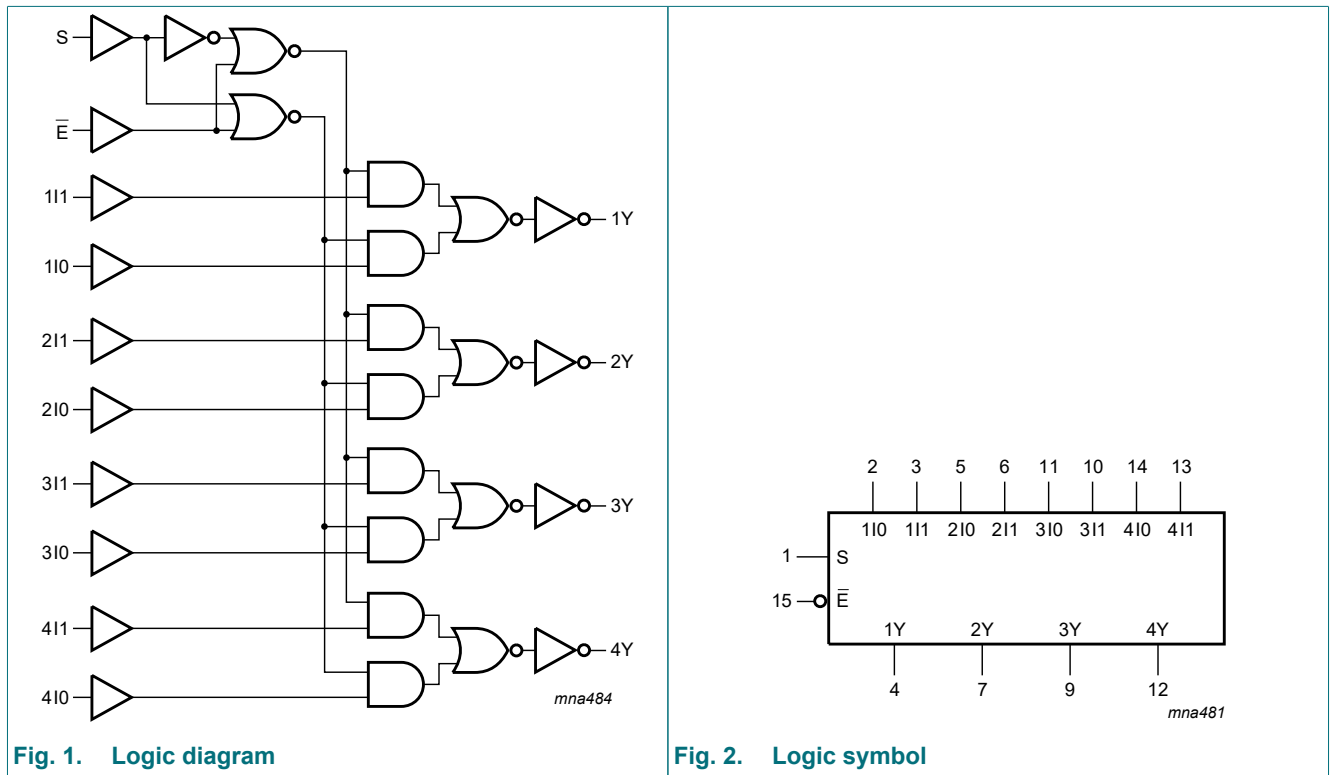 S
E̅
1I1
1I0
2I1
2I0
3I1
3I0
4I1
4I0
1Y
2Y
3Y
4Y
mna484
Fig. 1. Logic diagram
2 3 5 6 11 10 14 13
1I0 1I1 2I0 2I1 3I0 3I1 4I0 4I1
1 S
15 E̅
1Y 2Y 3Y 4Y
4 7 9 12
mna481
Fig. 2. Logic symbol